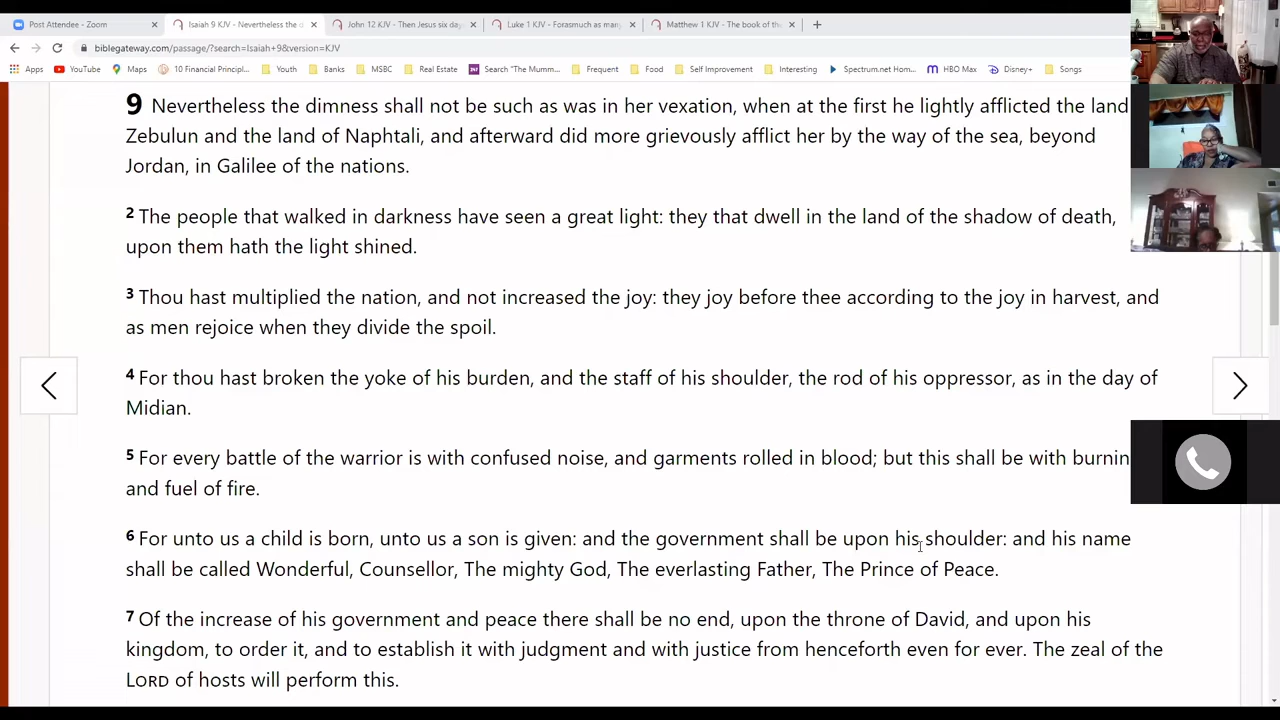 Post Attendee - Zoom
Isaiah 9 KJV - Nevertheless the d
John 12 KJV - Then Jesus six da
Luke 1 KJV - Forasmuch as man
Matthew 1 KJV - The book of the
biblegateway.com/passage/?search=Isaiah+9&version=KJV
Apps YouTube Maps 10 Financial Principl... Youth Banks MSBC Real Estate Search "The Mumm... Frequent Food Self Improvement Interesting Spectrum.net Hom... HBO Max Disney+ Songs
9 Nevertheless the dimness shall not be such as was in her vexation, when at the first he lightly afflicted the land
Zebulun and the land of Naphtali, and afterward did more grievously afflict her by the way of the sea, beyond
Jordan, in Galilee of the nations.
2 The people that walked in darkness have seen a great light: they that dwell in the land of the shadow of death,
upon them hath the light shined.
3 Thou hast multiplied the nation, and not increased the joy: they joy before thee according to the joy in harvest, and
as men rejoice when they divide the spoil.
4 For thou hast broken the yoke of his burden, and the staff of his shoulder, the rod of his oppressor, as in the day of
Midian.
5 For every battle of the warrior is with confused noise, and garments rolled in blood; but this shall be with burnin
and fuel of fire.
6 For unto us a child is born, unto us a son is given: and the government shall be upon his shoulder: and his name
shall be called Wonderful, Counsellor, The mighty God, The everlasting Father, The Prince of Peace.
7 Of the increase of his government and peace there shall be no end, upon the throne of David, and upon his
kingdom, to order it, and to establish it with judgment and with justice from henceforth even for ever. The zeal of the
LORD of hosts will perform this.